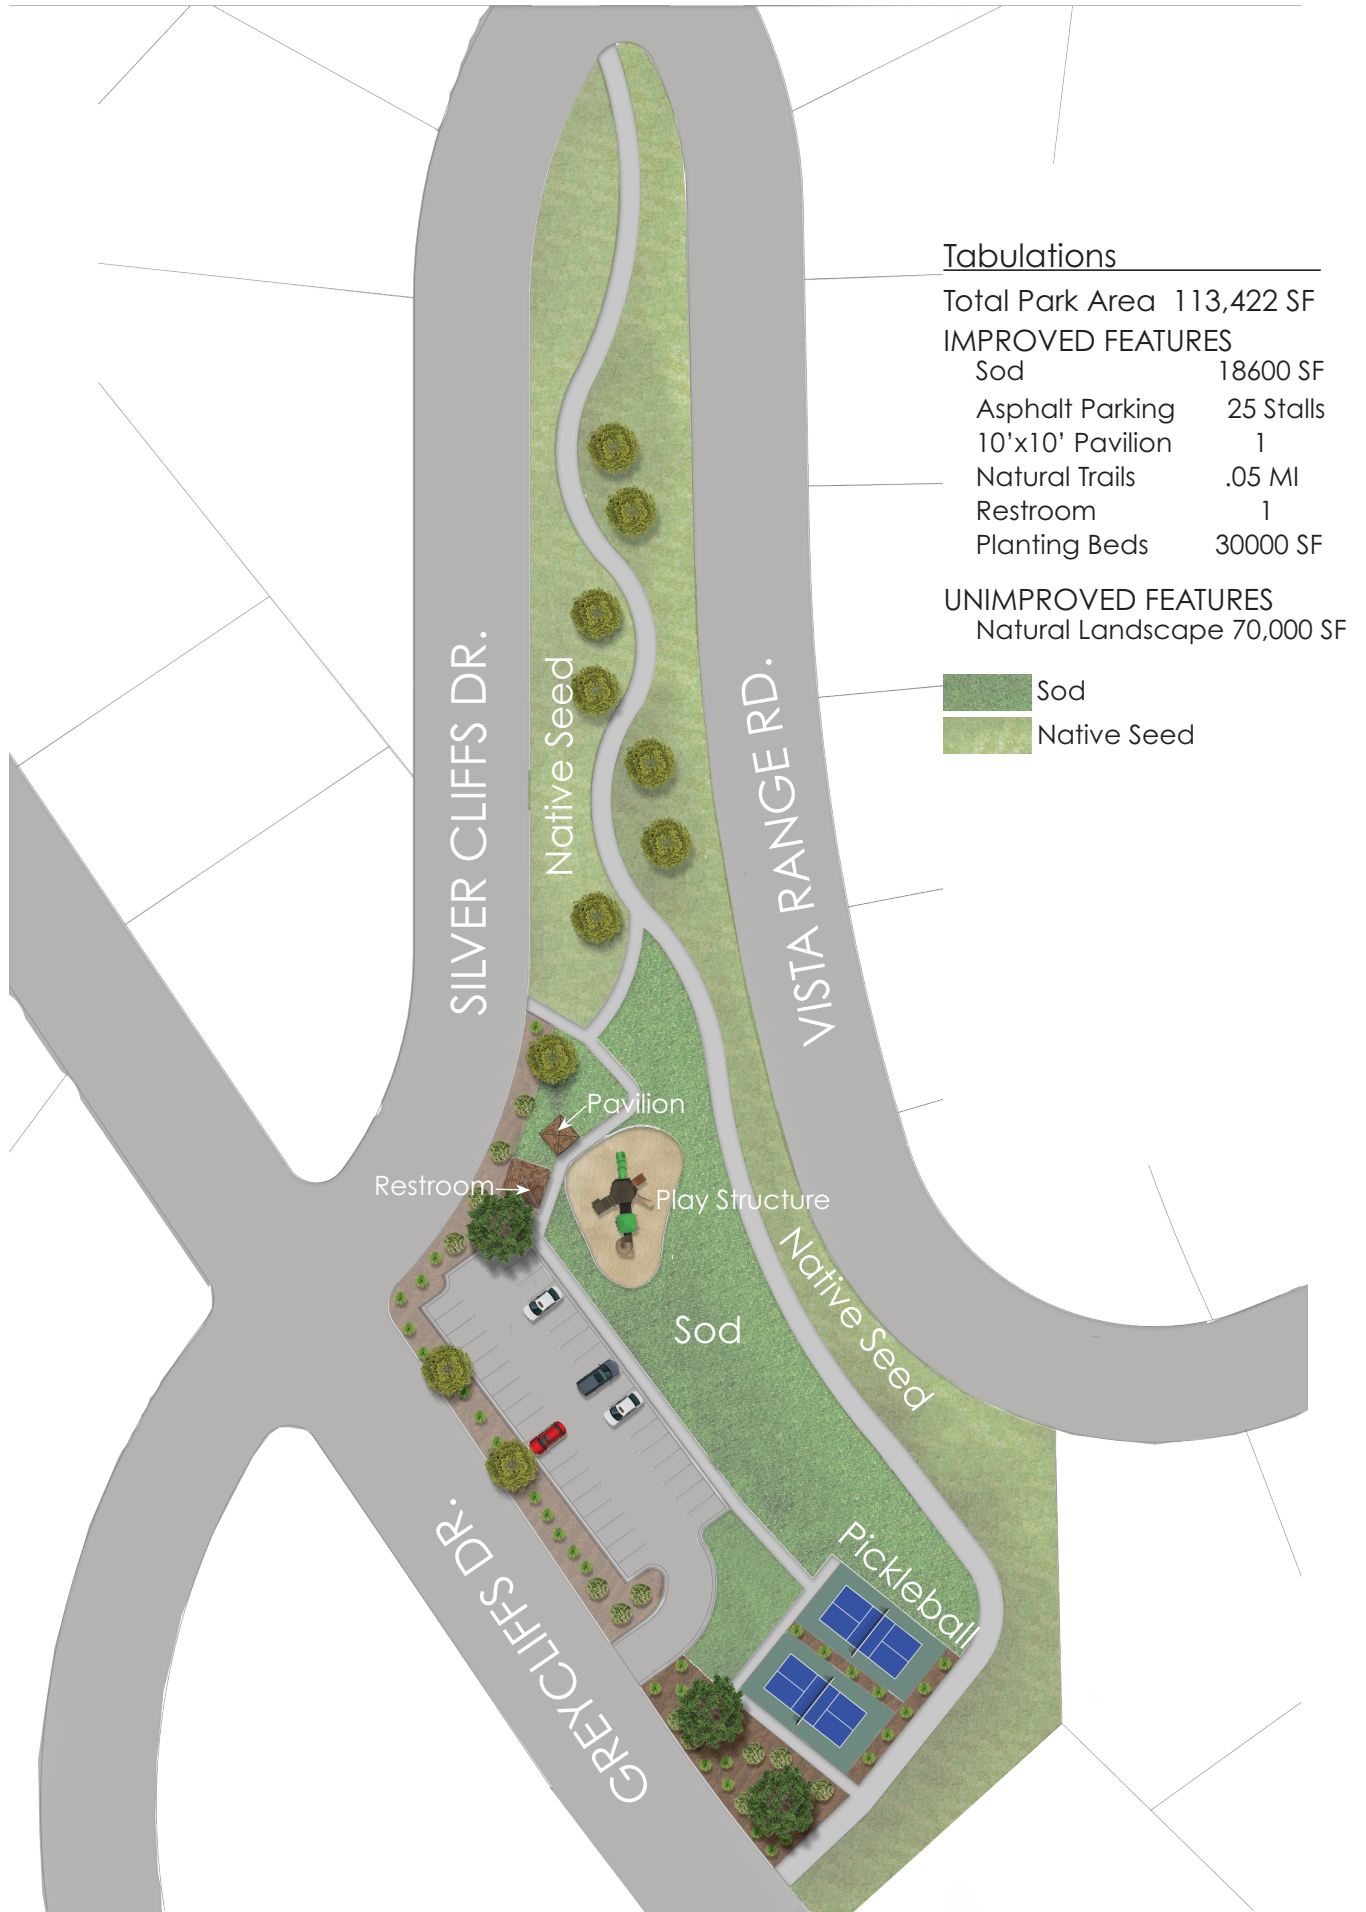 Tabulations
Total Park Area 113,422 SF
IMPROVED FEATURES
Sod 18600 SF
Asphalt Parking 25 Stalls
10'x10' Pavilion 1
Natural Trails .05 MI
Restroom 1
Planting Beds 30000 SF
UNIMPROVED FEATURES
Natural Landscape 70,000 SF
Sod
Native Seed
SILVER CLIFFS DR.
Native Seed
VISTA RANGE RD.
Pavilion
Restroom
Play Structure
Native Seed
Sod
Pickleball
GREYCLIFFS DR.